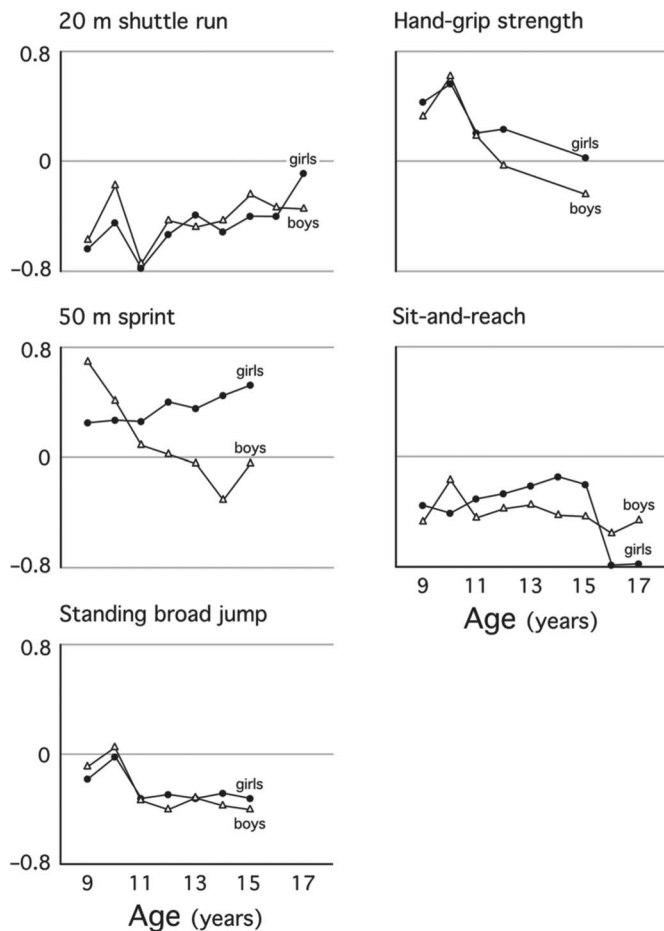 20 m shuttle run
0.8
0
-0.8
girls
boys
Hand-grip strength
girls
boys
50 m sprint
0.8
0
-0.8
girls
boys
Sit-and-reach
boys
girls
9 11 13 15 17
Age (years)
Standing broad jump
0.8
0
-0.8
girls
boys
9 11 13 15 17
Age (years)